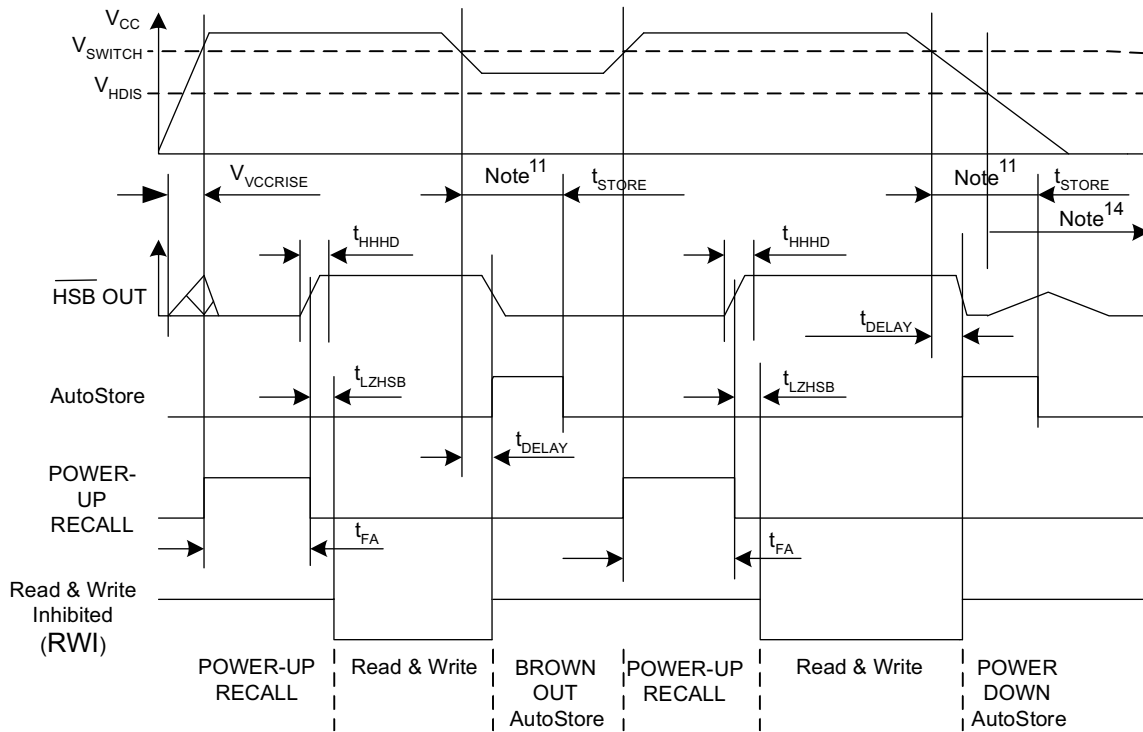 VCC
VSWITCH
VHDIS
VVCCRISE
Note11
tSTORE
Note11
tSTORE
Note14
tHHHD
tHHHD
HSB OUT
tDELAY
tLZHSB
tLZHSB
AutoStore
tDELAY
POWER-
UP
RECALL
tFA
tFA
Read & Write
Inhibited
(RWI)
POWER-UP
RECALL
Read & Write
BROWN
OUT
AutoStore
POWER-UP
RECALL
Read & Write
POWER
DOWN
AutoStore